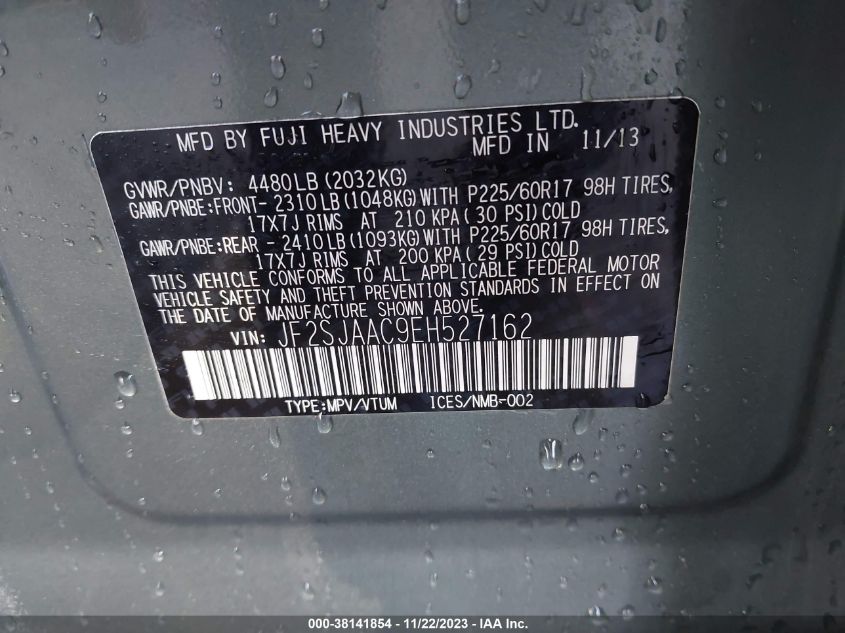 MFD BY FUJI HEAVY INDUSTRIES LTD.
MFD IN 11/13
GVWR/PNBV: 4480LB(2032KG)
GAWR/PNBE:FRONT- 2310LB(1048KG)WITH P225/60R17 98H TIRES,
17X7J RIMS AT 210 KPA(30 PSI)COLD
GAWR/PNBE:REAR - 2410LB(1093KG)WITH P225/60R17 98H TIRES,
17X7J RIMS AT 200 KPA(29 PSI)COLD
THIS VEHICLE CONFORMS TO ALL APPLICABLE FEDERAL MOTOR
VEHICLE SAFETY AND THEFT PREVENTION STANDARDS IN EFFECT ON
THE DATE OF MANUFACTURE SHOWN ABOVE.
VIN: JF2SJAAC9EH527162
TYPE:MPV/VTUM ICES/NMB-002
000-38141854 - 11/22/2023 - IAA Inc.